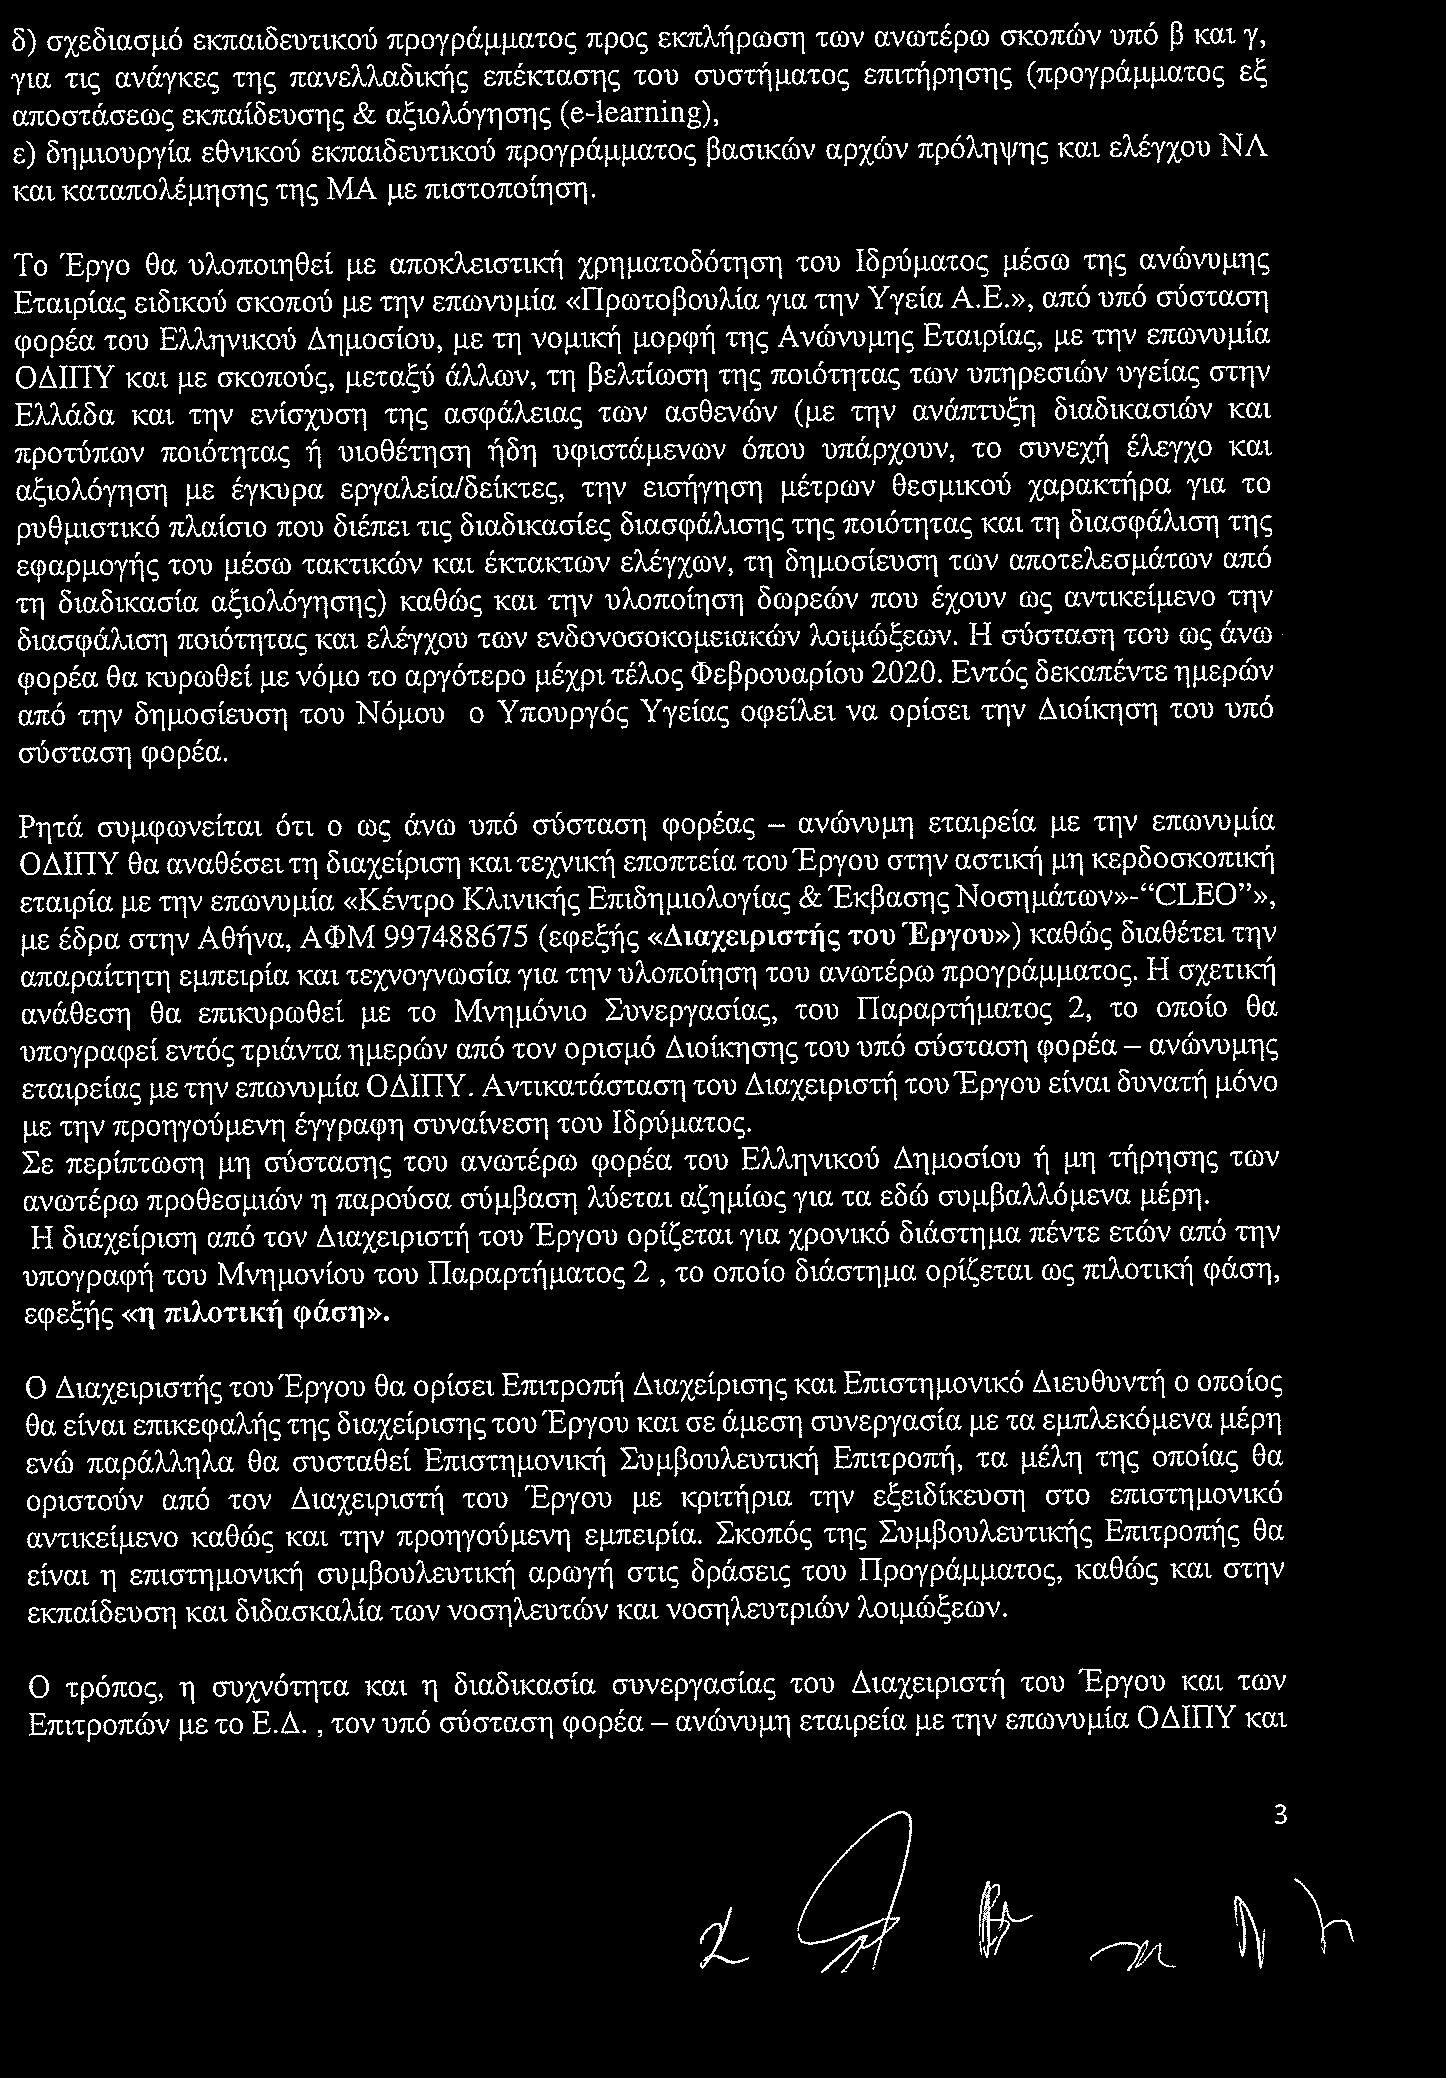 δ) σχεδιασμό εκπαιδευτικού προγράμματος προς εκπλήρωση των ανωτέρω σκοπών υπό β και γ,
για τις ανάγκες της πανελλαδικής επέκτασης του συστήματος επιτήρησης (προγράμματος εξ
αποστάσεως εκπαίδευσης & αξιολόγησης (e-learning),
ε) δημιουργία εθνικού εκπαιδευτικού προγράμματος βασικών αρχών πρόληψης και ελέγχου ΝΛ
και καταπολέμησης της ΜΑ με πιστοποίηση.
Το Έργο θα υλοποιηθεί με αποκλειστική χρηματοδότηση του Ιδρύματος μέσω της ανώνυμης
Εταιρίας ειδικού σκοπού με την επωνυμία «Πρωτοβουλία για την Υγεία Α.Ε.», από υπό σύσταση
φορέα του Ελληνικού Δημοσίου, με τη νομική μορφή της Ανώνυμης Εταιρίας, με την επωνυμία
ΟΔΙΠΥ και με σκοπούς, μεταξύ άλλων, τη βελτίωση της ποιότητας των υπηρεσιών υγείας στην
Ελλάδα και την ενίσχυση της ασφάλειας των ασθενών (με την ανάπτυξη διαδικασιών και
προτύπων ποιότητας ή υιοθέτηση ήδη υφιστάμενων όπου υπάρχουν, το συνεχή έλεγχο και
αξιολόγηση με έγκυρα εργαλεία/δείκτες, την εισήγηση μέτρων θεσμικού χαρακτήρα για το
ρυθμιστικό πλαίσιο που διέπει τις διαδικασίες διασφάλισης της ποιότητας και τη διασφάλιση της
εφαρμογής του μέσω τακτικών και έκτακτων ελέγχων, τη δημοσίευση των αποτελεσμάτων από
τη διαδικασία αξιολόγησης) καθώς και την υλοποίηση δωρεών που έχουν ως αντικείμενο την
διασφάλιση ποιότητας και ελέγχου των ενδονοσοκομειακών λοιμώξεων. Η σύσταση του ως άνω
φορέα θα κυρωθεί με νόμο το αργότερο μέχρι τέλος Φεβρουαρίου 2020. Εντός δεκαπέντε ημερών
από την δημοσίευση του Νόμου ο Υπουργός Υγείας οφείλει να ορίσει την Διοίκηση του υπό
σύσταση φορέα.
Ρητά συμφωνείται ότι ο ως άνω υπό σύσταση φορέας – ανώνυμη εταιρεία με την επωνυμία
ΟΔΙΠΥ θα αναθέσει τη διαχείριση και τεχνική εποπτεία του Έργου στην αστική μη κερδοσκοπική
εταιρία με την επωνυμία «Κέντρο Κλινικής Επιδημιολογίας & Έκβασης Νοσημάτων»-“CLEO”»,
με έδρα στην Αθήνα, ΑΦΜ 997488675 (εφεξής «Διαχειριστής του Έργου») καθώς διαθέτει την
απαραίτητη εμπειρία και τεχνογνωσία για την υλοποίηση του ανωτέρω προγράμματος. Η σχετική
ανάθεση θα επικυρωθεί με το Μνημόνιο Συνεργασίας, του Παραρτήματος 2, το οποίο θα
υπογραφεί εντός τριάντα ημερών από τον ορισμό Διοίκησης του υπό σύσταση φορέα – ανώνυμης
εταιρείας με την επωνυμία ΟΔΙΠΥ. Αντικατάσταση του Διαχειριστή του Έργου είναι δυνατή μόνο
με την προηγούμενη έγγραφη συναίνεση του Ιδρύματος.
Σε περίπτωση μη σύστασης του ανωτέρω φορέα του Ελληνικού Δημοσίου ή μη τήρησης των
ανωτέρω προθεσμιών η παρούσα σύμβαση λύεται αζημίως για τα εδώ συμβαλλόμενα μέρη.
Η διαχείριση από τον Διαχειριστή του Έργου ορίζεται για χρονικό διάστημα πέντε ετών από την
υπογραφή του Μνημονίου του Παραρτήματος 2 , το οποίο διάστημα ορίζεται ως πιλοτική φάση,
εφεξής «η πιλοτική φάση».
Ο Διαχειριστής του Έργου θα ορίσει Επιτροπή Διαχείρισης και Επιστημονικό Διευθυντή ο οποίος
θα είναι επικεφαλής της διαχείρισης του Έργου και σε άμεση συνεργασία με τα εμπλεκόμενα μέρη
ενώ παράλληλα θα συσταθεί Επιστημονική Συμβουλευτική Επιτροπή, τα μέλη της οποίας θα
οριστούν από τον Διαχειριστή του Έργου με κριτήρια την εξειδίκευση στο επιστημονικό
αντικείμενο καθώς και την προηγούμενη εμπειρία. Σκοπός της Συμβουλευτικής Επιτροπής θα
είναι η επιστημονική συμβουλευτική αρωγή στις δράσεις του Προγράμματος, καθώς και στην
εκπαίδευση και διδασκαλία των νοσηλευτών και νοσηλευτριών λοιμώξεων.
Ο τρόπος, η συχνότητα και η διαδικασία συνεργασίας του Διαχειριστή του Έργου και των
Επιτροπών με το Ε.Δ. , τον υπό σύσταση φορέα – ανώνυμη εταιρεία με την επωνυμία ΟΔΙΠΥ και
3